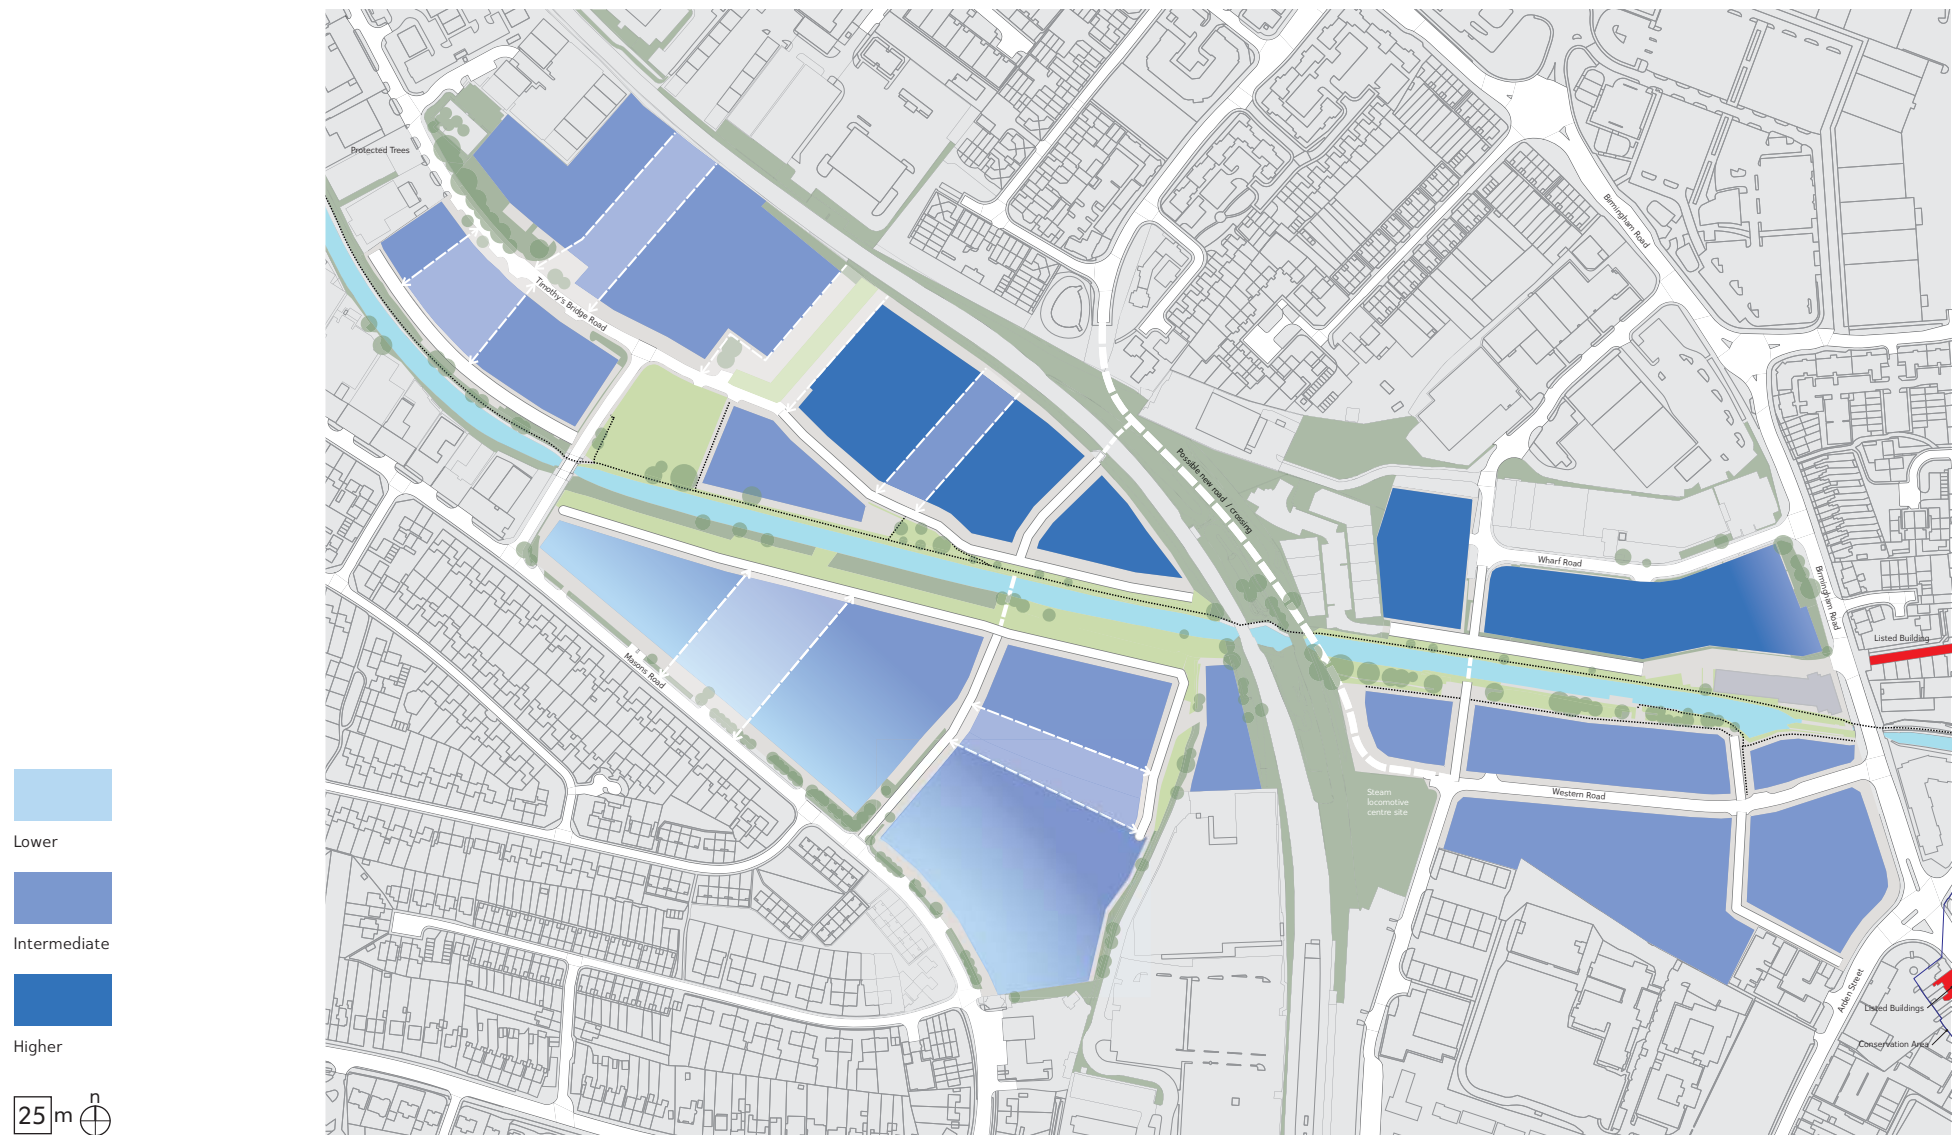 Protected Trees
Timothy's Bridge Road
Birmingham Road
Possible new road / crossing
Wharf Road
Birmingham Road
Listed Building
Masons Road
Steam
locomotive
centre site
Western Road
Lower
Intermediate
Higher
Arden Street
Listed Buildings
Conservation Area
n
25 m